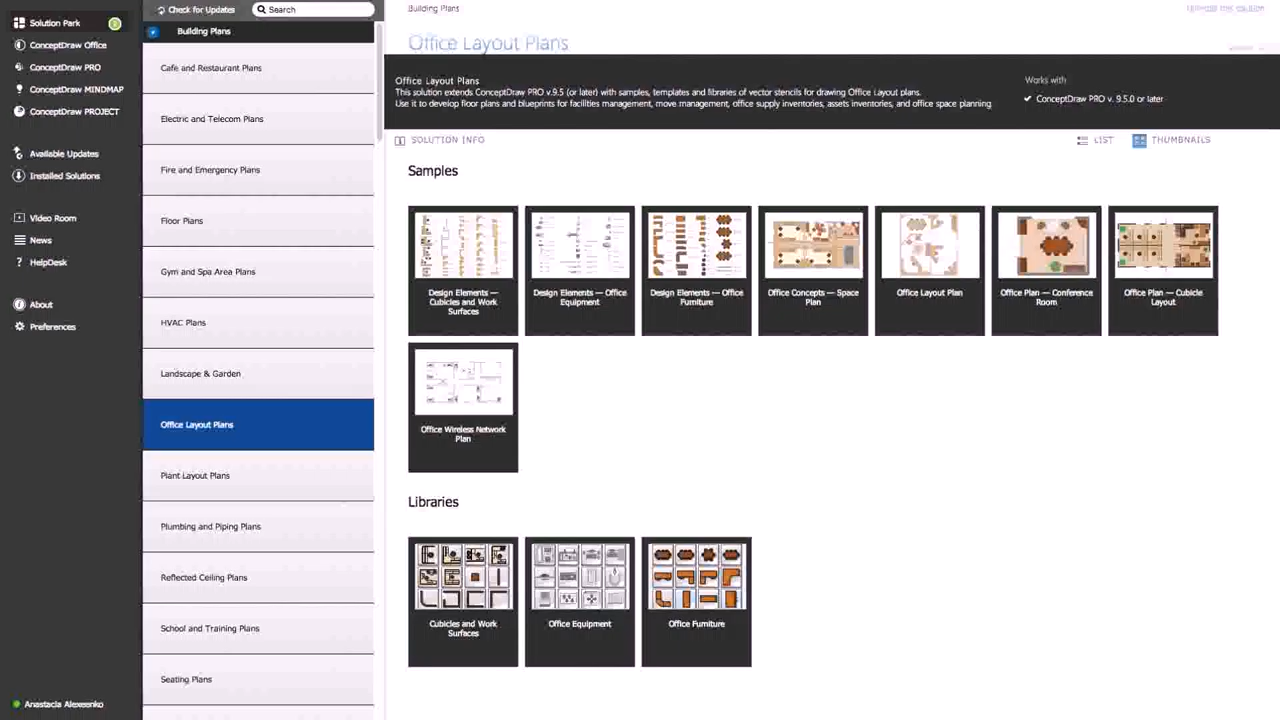 Solution Park
ConceptDraw Office
ConceptDraw PRO
ConceptDraw MINDMAP
ConceptDraw PROJECT
Available Updates
Installed Solutions
Video Room
News
HelpDesk
About
Preferences
Anastacia Alexeenko
Check for Updates
Search
Building Plans
Cafe and Restaurant Plans
Electric and Telecom Plans
Fire and Emergency Plans
Floor Plans
Gym and Spa Area Plans
HVAC Plans
Landscape & Garden
Office Layout Plans
Plant Layout Plans
Plumbing and Piping Plans
Reflected Ceiling Plans
School and Training Plans
Seating Plans
Building Plans
Office Layout Plans
Office Layout Plans
This solution extends ConceptDraw PRO v.9.5 (or later) with samples, templates and libraries of vector stencils for drawing Office Layout plans.
Use it to develop floor plans and blueprints for facilities management, move management, office supply inventories, assets inventories, and office space planning
Works with
ConceptDraw PRO v. 9.5.0 or later
SOLUTION INFO
LIST
THUMBNAILS
Samples
Design Elements — Cubicles and Work Surfaces
Design Elements — Office Equipment
Design Elements — Office Furniture
Office Concepts — Space Plan
Office Layout Plan
Office Plan — Conference Room
Office Plan — Cubicle Layout
Office Wireless Network Plan
Libraries
Cubicles and Work Surfaces
Office Equipment
Office Furniture